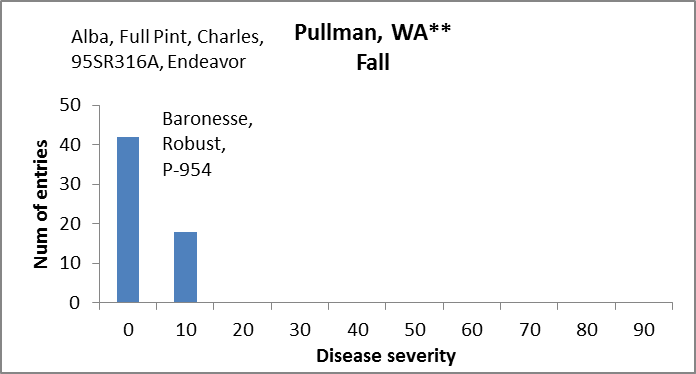 Alba, Full Pint, Charles,
95SR316A, Endeavor
Pullman, WA**
Fall
Baronesse,
Robust,
P-954
Num of entries
50
40
30
20
10
0
0 10 20 30 40 50 60 70 80 90
Disease severity